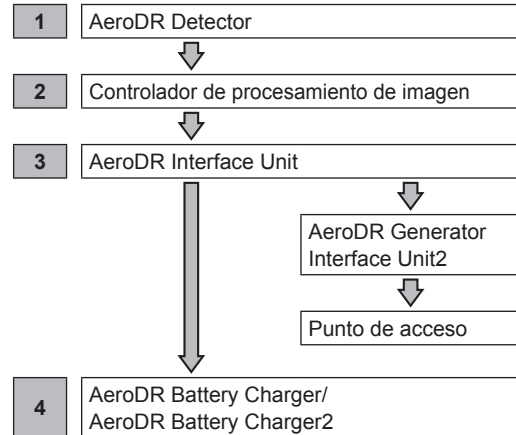 1
AeroDR Detector
2
Controlador de procesamiento de imagen
3
AeroDR Interface Unit
AeroDR Generator
Interface Unit2
Punto de acceso
4
AeroDR Battery Charger/
AeroDR Battery Charger2